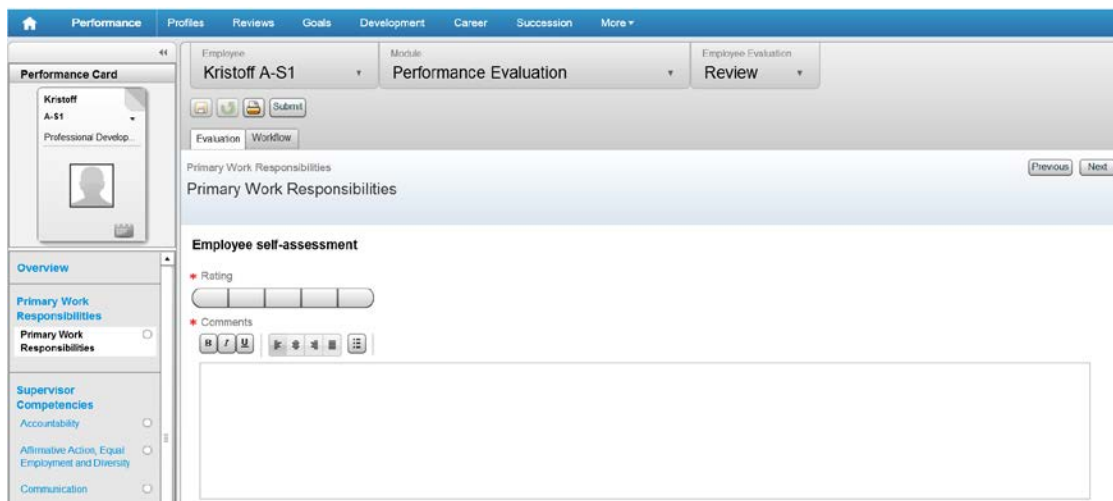 Performance Profiles Reviews Goals Development Career Succession More
Performance Card
Kristoff
A-S1
Professional Develop...
Employee
Kristoff A-S1
Module
Performance Evaluation
Employee Evaluation
Review
Submit
Evaluation Workflow
Primary Work Responsibilities
Primary Work Responsibilities
Previous Next
Overview
Primary Work
Responsibilities
Primary Work
Responsibilities
Supervisor
Competencies
Accountability
Affirmative Action, Equal
Employment and Diversity
Communication
Employee self-assessment
* Rating
* Comments
B I U